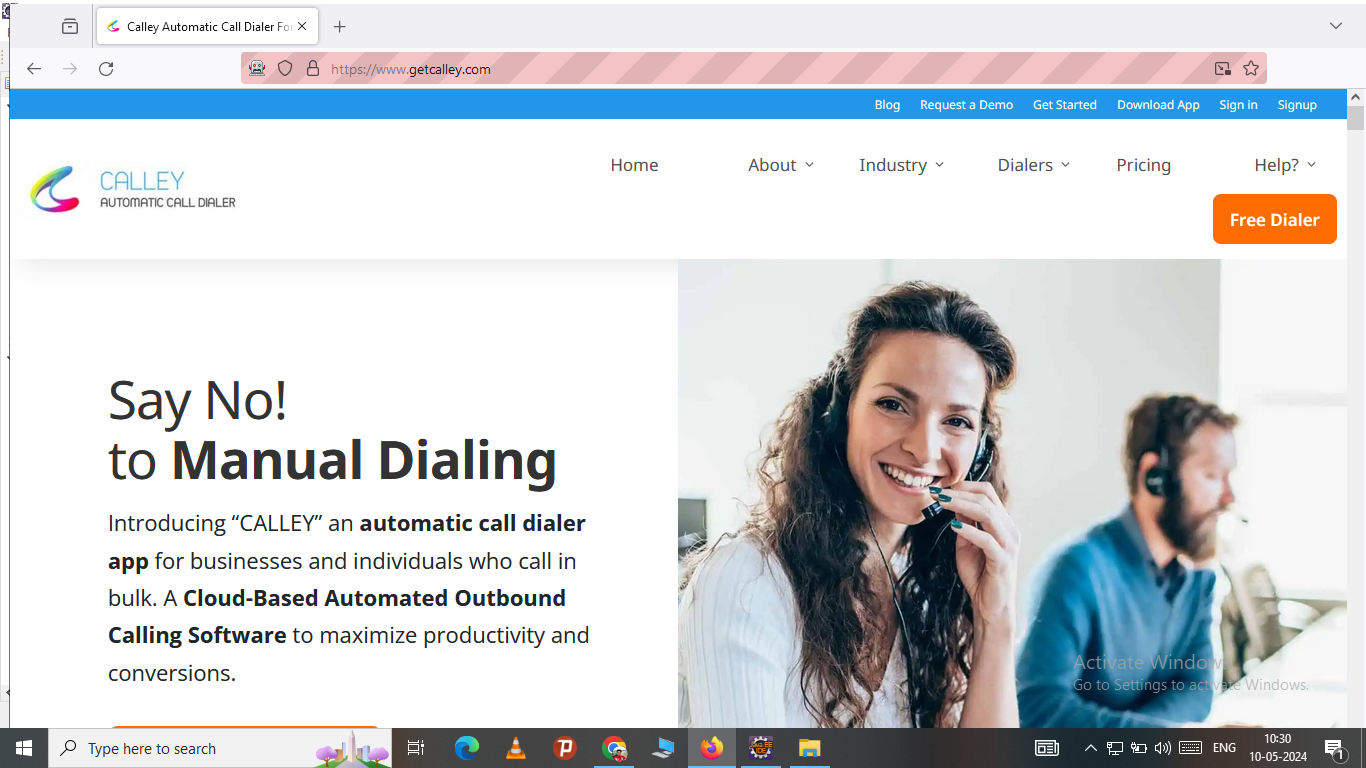 Calley Automatic Call Dialer For
https://www.getcalley.com
Blog Request a Demo Get Started Download App Sign in Signup
CALLEY
AUTOMATIC CALL DIALER
Home About Industry Dialers Pricing Help?
Free Dialer
Say No!
to Manual Dialing
Introducing “CALLEY” an automatic call dialer
app for businesses and individuals who call in
bulk. A Cloud-Based Automated Outbound
Calling Software to maximize productivity and
conversions.
Activate Windows
Go to Settings to activate Windows.
Type here to search
ENG
10:30
10-05-2024
1